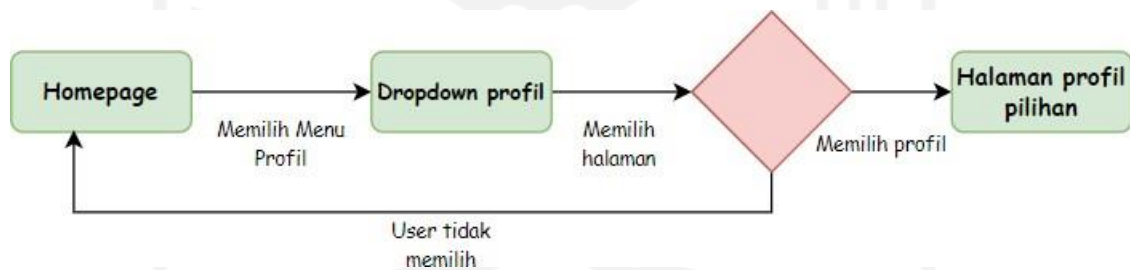 Homepage
Memilih Menu
Profil
Dropdown profil
Memilih
halaman
Memilih profil
Halaman profil
pilihan
User tidak
memilih